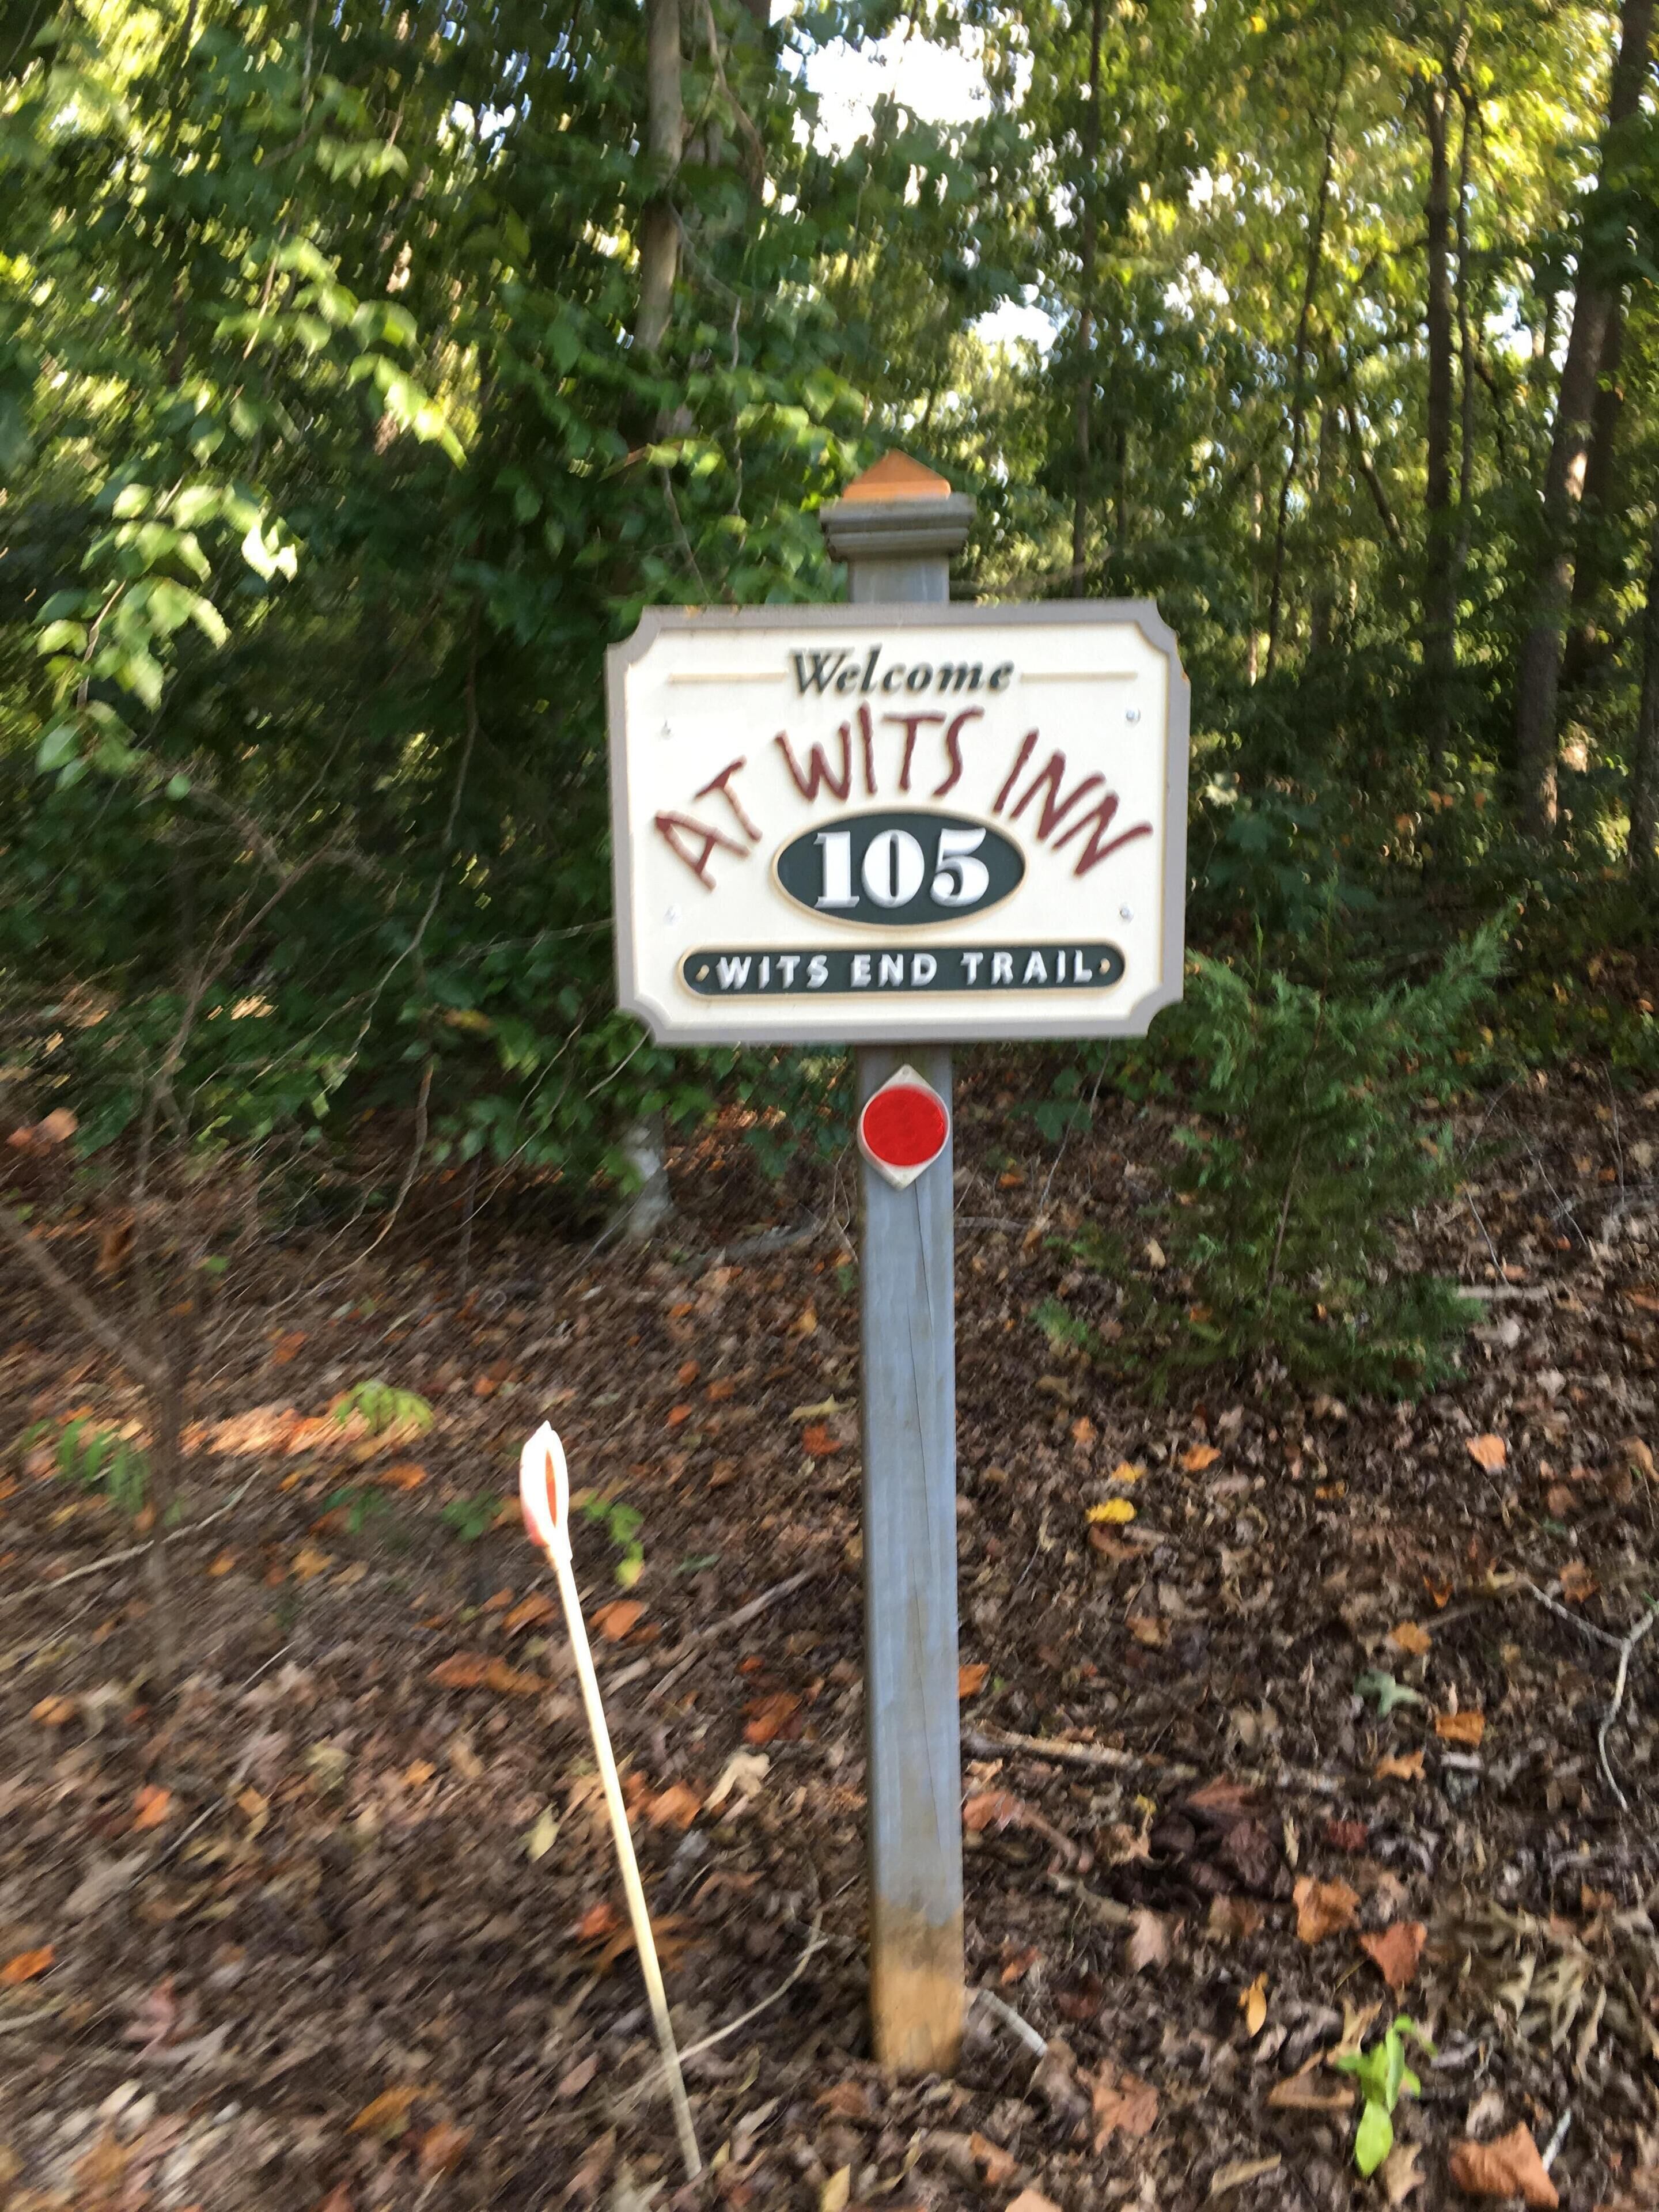 Welcome
AT WITS INN
105
WITS END TRAIL